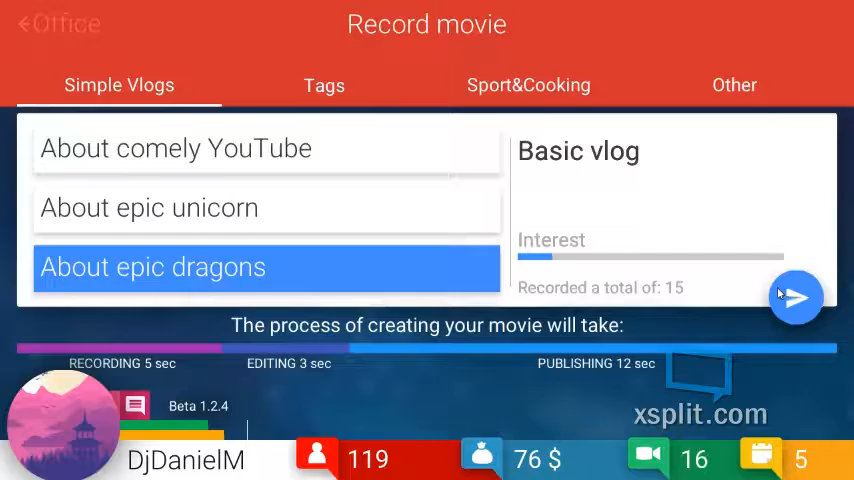 Office
Record movie
Simple Vlogs
Tags
Sport&Cooking
Other
About comely YouTube
About epic unicorn
About epic dragons
Basic vlog
Interest
Recorded a total of: 15
The process of creating your movie will take:
RECORDING 5 sec
EDITING 3 sec
PUBLISHING 12 sec
Beta 1.2.4
xsplit.com
DjDanielM
119
76 $
16
5